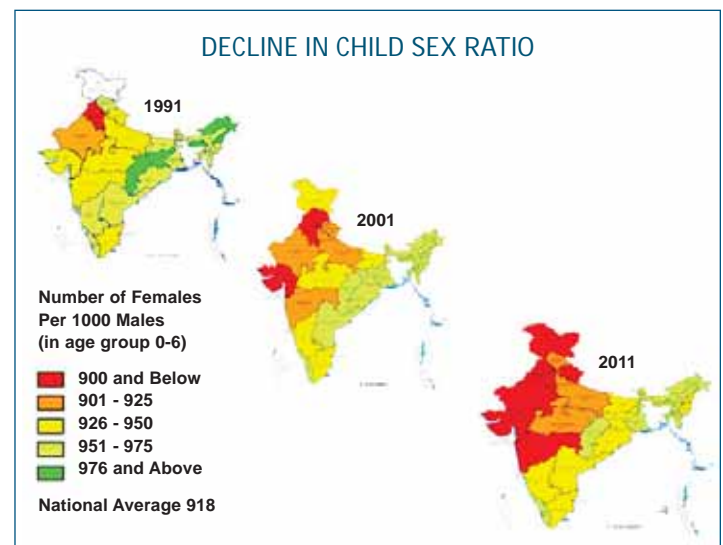 DECLINE IN CHILD SEX RATIO
1991
2001
2011
Number of Females
Per 1000 Males
(in age group 0-6)
900 and Below
901 - 925
926 - 950
951 - 975
976 and Above
National Average 918